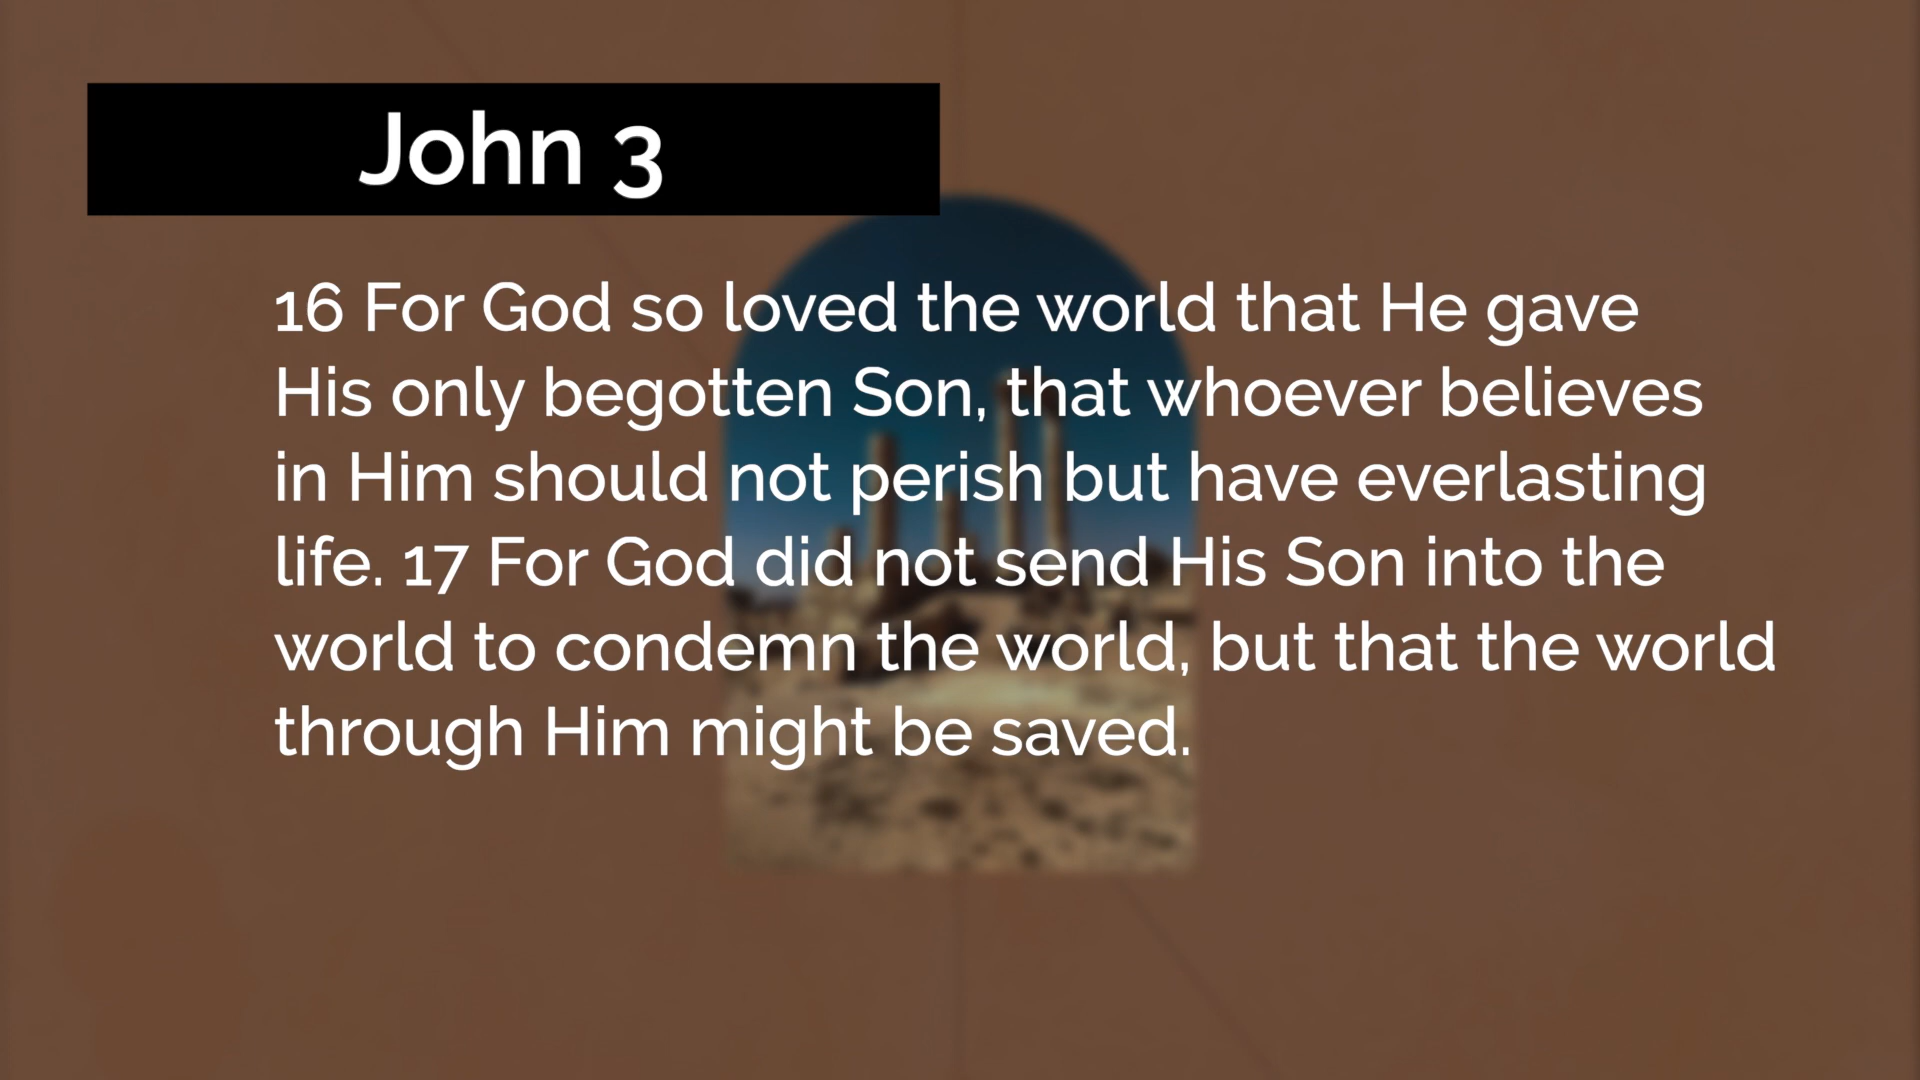 John 3
16 For God so loved the world that He gave
His only begotten Son, that whoever believes
in Him should not perish but have everlasting
life. 17 For God did not send His Son into the
world to condemn the world, but that the world
through Him might be saved.